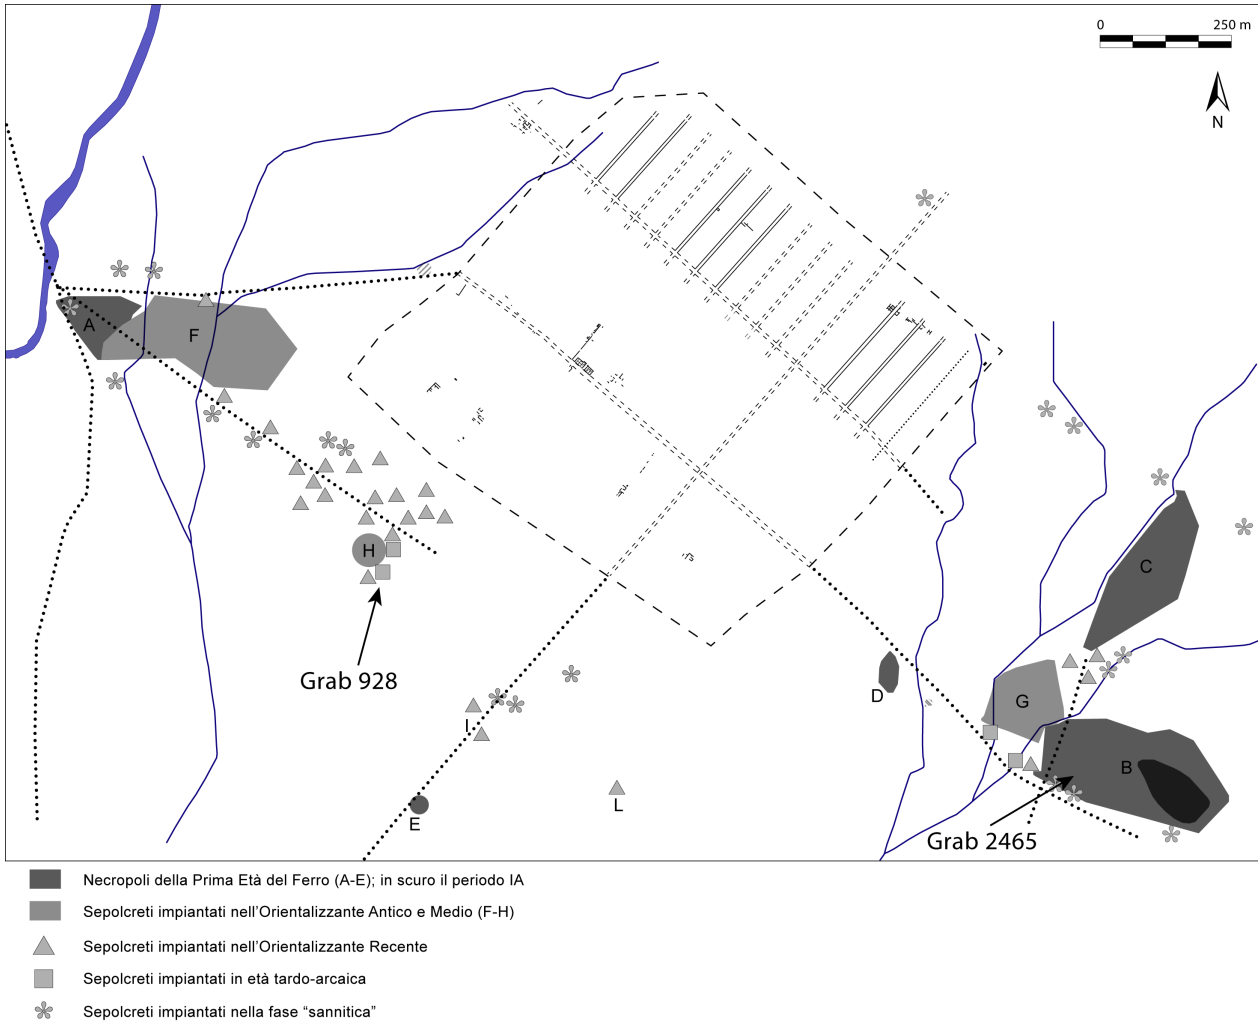 0 250 m
N
A
F
H
Grab 928
C
D
G
I
B
E
L
Grab 2465
Necropoli della Prima Età del Ferro (A-E); in scuro il periodo IA
Sepolcreti impiantati nell'Orientalizzante Antico e Medio (F-H)
Sepolcreti impiantati nell'Orientalizzante Recente
Sepolcreti impiantati in età tardo-arcaica
Sepolcreti impiantati nella fase “sannitica”